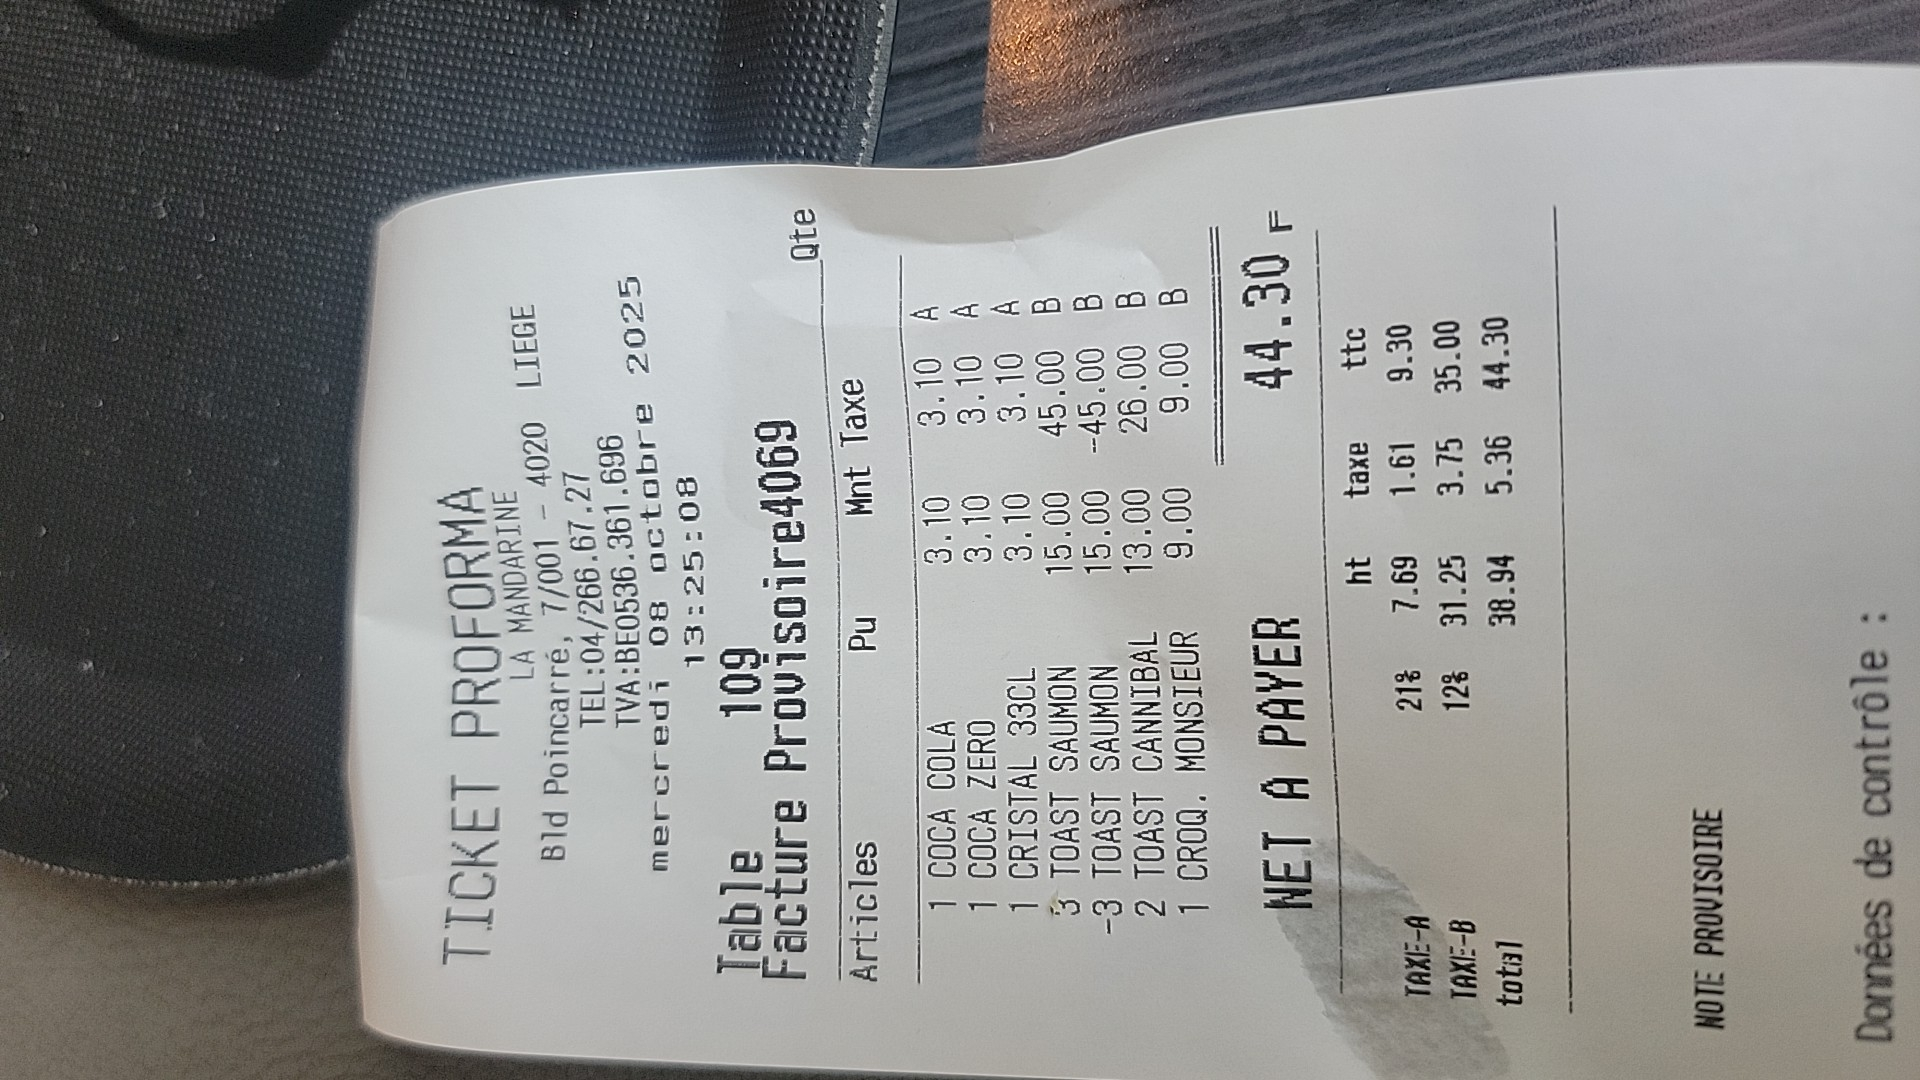 TICKET PROFORMA
LA MANDARINE
Bld Poincarré, 7/001 - 4020 LIEGE
TEL:04/266.67.27
TVA:BE0536.361.696
mercredi 08 octobre 2025
13:25:08
Table 109
Facture Provisoire4069
Articles Pu Mnt Taxe Qte
1 COCA COLA 3.10 3.10 A
1 COCA ZERO 3.10 3.10 A
1 CRISTAL 33CL 3.10 3.10 A
3 TOAST SAUMON 15.00 45.00 B
-3 TOAST SAUMON 15.00 -45.00 B
2 TOAST CANNIBAL 13.00 26.00 B
1 CROQ. MONSIEUR 9.00 9.00 B
NET A PAYER 44.30 F
ht taxe ttc
TAXE-A 21% 7.69 1.61 9.30
TAXE-B 12% 31.25 3.75 35.00
total 38.94 5.36 44.30
NOTE PROVISOIRE
Données de contrôle :